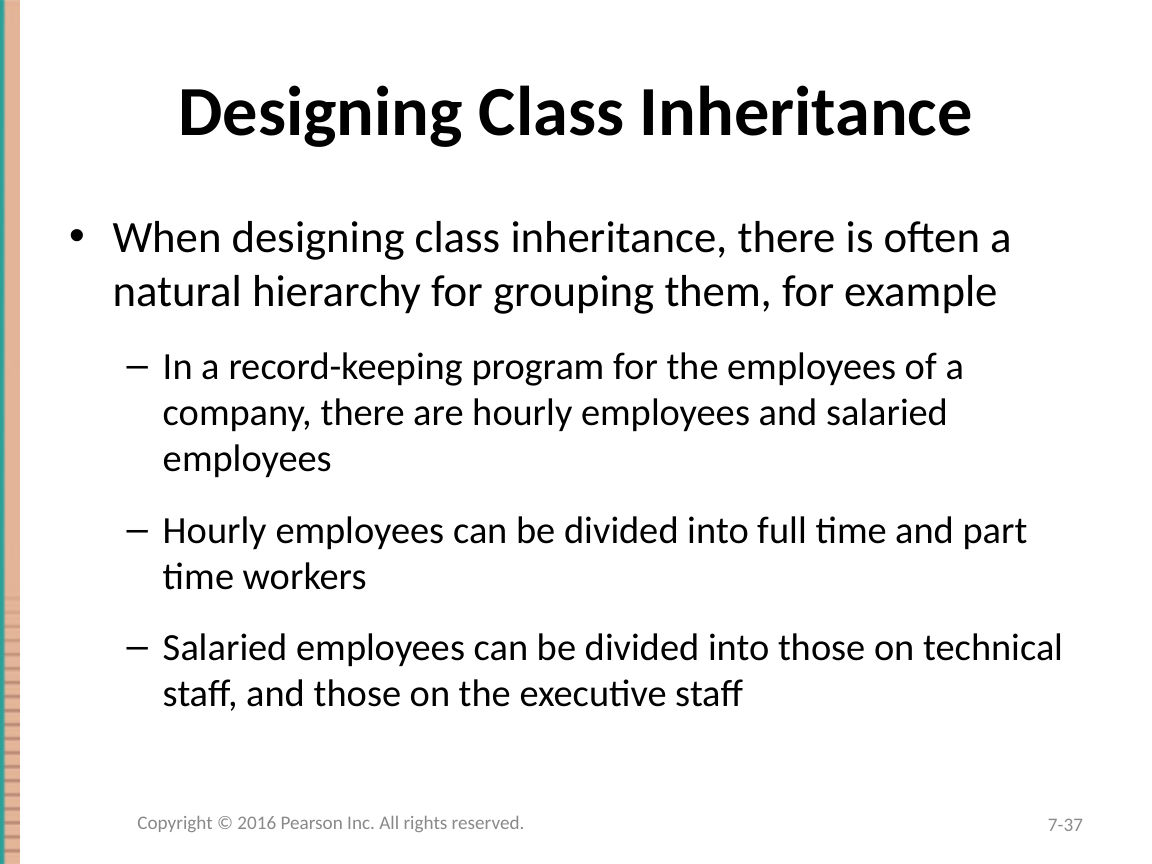 Designing Class Inheritance
• When designing class inheritance, there is often a
natural hierarchy for grouping them, for example
– In a record-keeping program for the employees of a
company, there are hourly employees and salaried
employees
– Hourly employees can be divided into full time and part
time workers
– Salaried employees can be divided into those on technical
staff, and those on the executive staff
Copyright © 2016 Pearson Inc. All rights reserved.
7-37